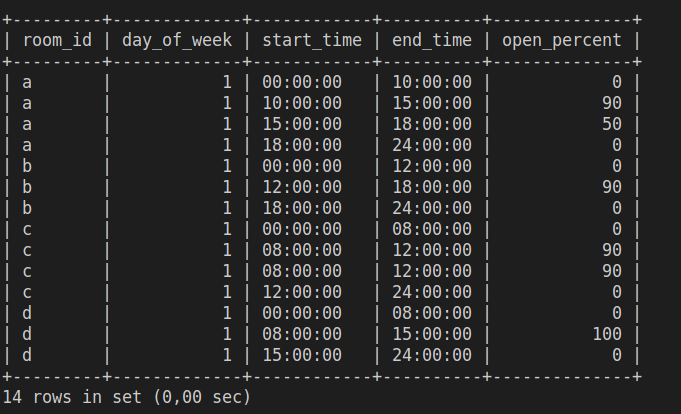 +---------+-------------+------------+----------+--------------+
| room_id | day_of_week | start_time | end_time | open_percent |
+---------+-------------+------------+----------+--------------+
| a       |           1 | 00:00:00   | 10:00:00 |            0 |
| a       |           1 | 10:00:00   | 15:00:00 |           90 |
| a       |           1 | 15:00:00   | 18:00:00 |           50 |
| a       |           1 | 18:00:00   | 24:00:00 |            0 |
| b       |           1 | 00:00:00   | 12:00:00 |            0 |
| b       |           1 | 12:00:00   | 18:00:00 |           90 |
| b       |           1 | 18:00:00   | 24:00:00 |            0 |
| c       |           1 | 00:00:00   | 08:00:00 |            0 |
| c       |           1 | 08:00:00   | 12:00:00 |           90 |
| c       |           1 | 08:00:00   | 12:00:00 |           90 |
| c       |           1 | 12:00:00   | 24:00:00 |            0 |
| d       |           1 | 00:00:00   | 08:00:00 |            0 |
| d       |           1 | 08:00:00   | 15:00:00 |          100 |
| d       |           1 | 15:00:00   | 24:00:00 |            0 |
+---------+-------------+------------+----------+--------------+
14 rows in set (0,00 sec)